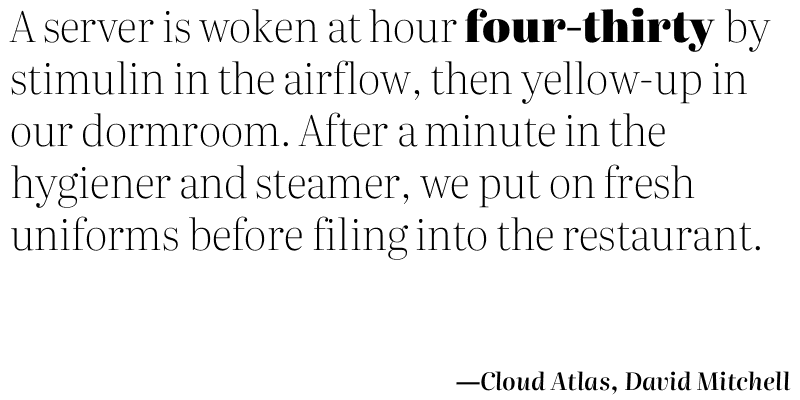 A server is woken at hour four-thirty by
stimulin in the airflow, then yellow-up in
our dormroom. After a minute in the
hygiener and steamer, we put on fresh
uniforms before filing into the restaurant.
—Cloud Atlas, David Mitchell